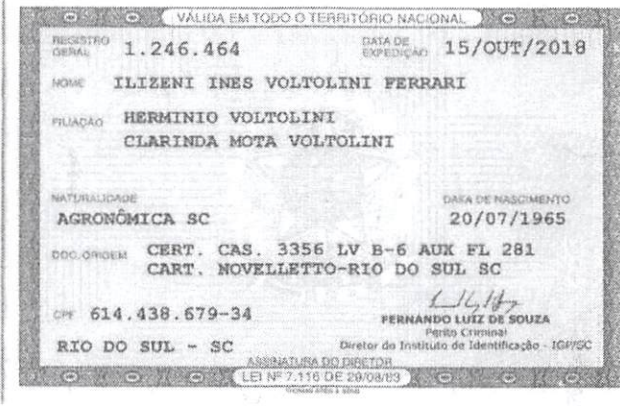 VÁLIDA EM TODO O TERRITÓRIO NACIONAL
REGISTRO GERAL 1.246.464 DATA DE EXPEDIÇÃO 15/OUT/2018
NOME ILIZENI INES VOLTOLINI FERRARI
FILIAÇÃO HERMINIO VOLTOLINI
CLARINDA MOTA VOLTOLINI
NATURALIDADE DATA DE NASCIMENTO
AGRONÔMICA SC 20/07/1965
DOC. ORIGEM CERT. CAS. 3356 LV B-6 AUX FL 281
CART. NOVELLETTO-RIO DO SUL SC
CPF 614.438.679-34
FERNANDO LUIZ DE SOUZA
Perito Criminal
RIO DO SUL - SC Diretor do Instituto de Identificação - IGP/SC
ASSINATURA DO DIRETOR
LEI Nº 7.116 DE 29/08/83